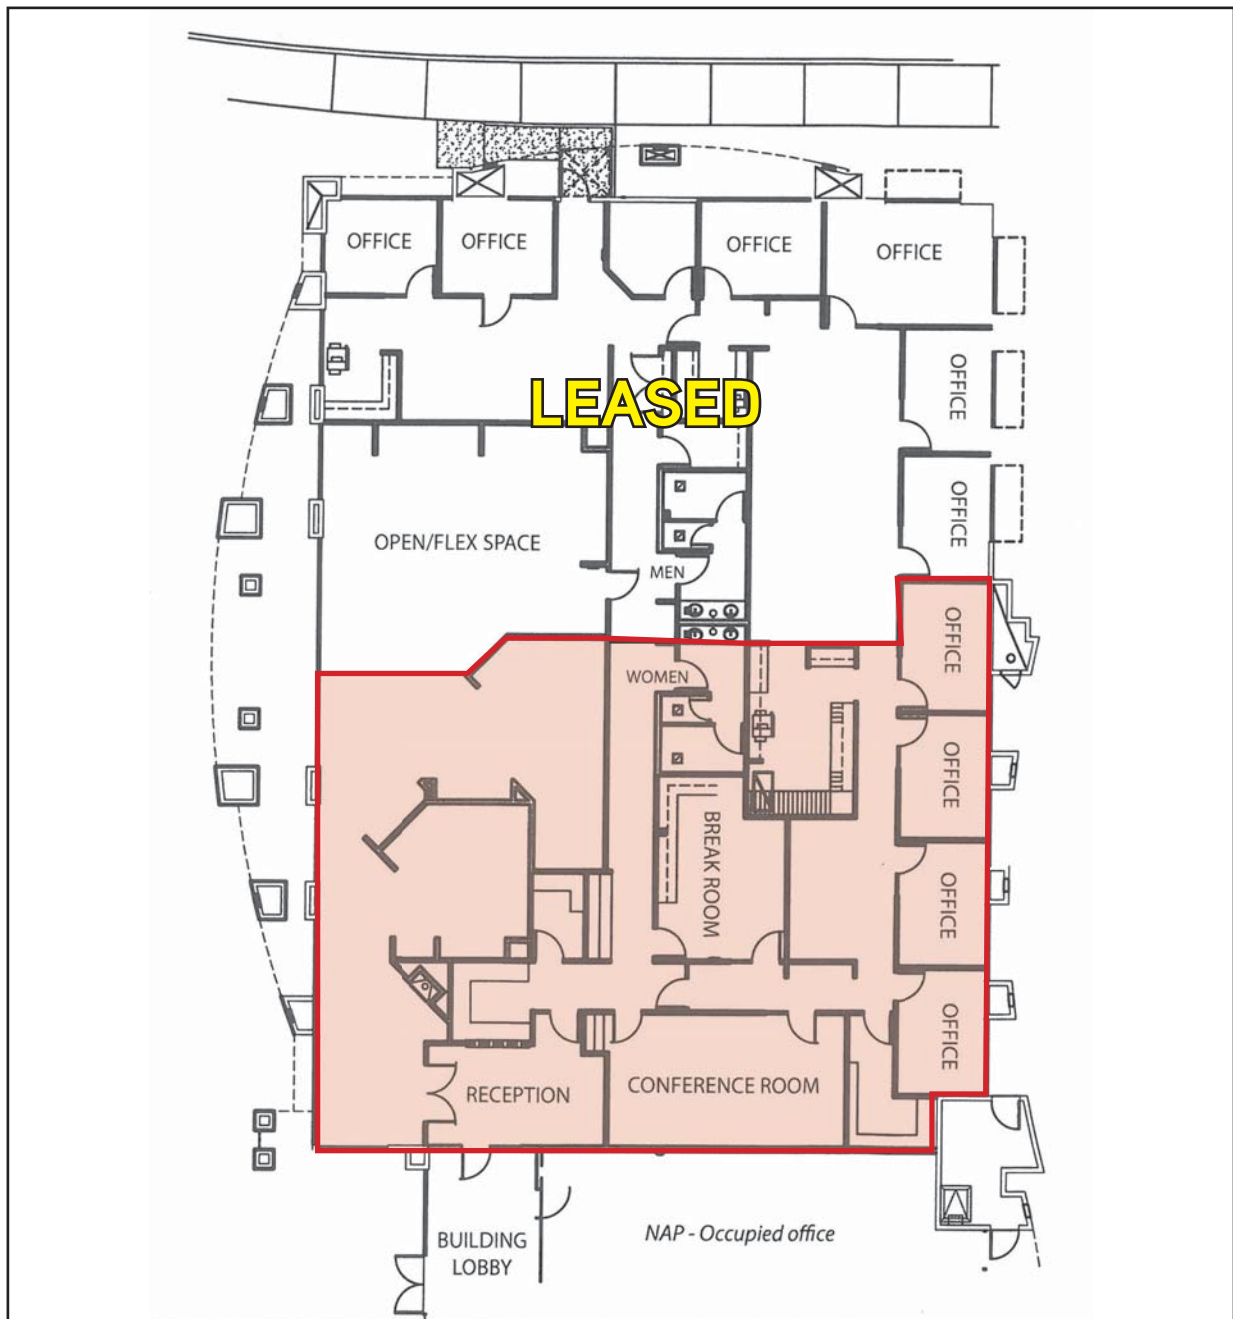 OFFICE
OFFICE
OFFICE
OFFICE
OFFICE
LEASED
OFFICE
OPEN/FLEX SPACE
MEN
OFFICE
WOMEN
OFFICE
BREAK ROOM
OFFICE
OFFICE
RECEPTION
CONFERENCE ROOM
BUILDING
LOBBY
NAP - Occupied office